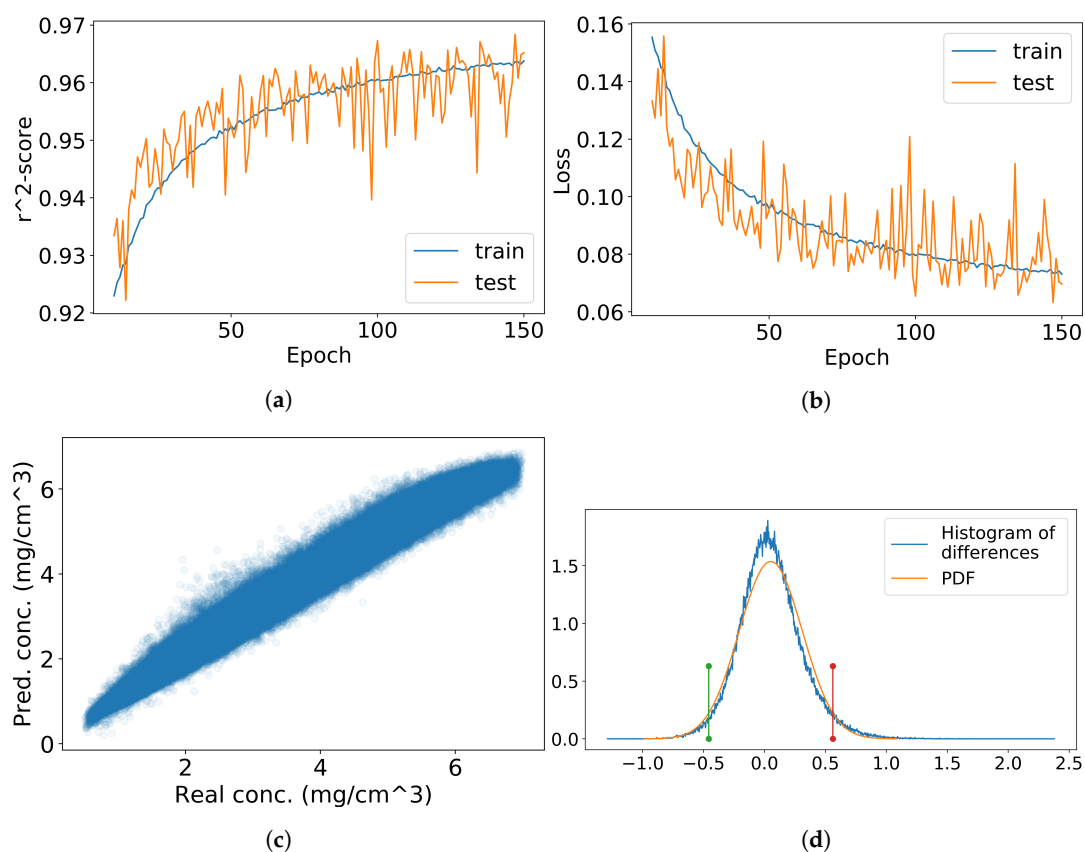 0.97
0.96
0.95
0.94
0.93
0.92
r^2-score
50
100
150
Epoch
train
test
(a)
0.16
0.14
0.12
0.10
0.08
0.06
Loss
50
100
150
Epoch
train
test
(b)
6
4
2
0
Pred. conc. (mg/cm^3)
2
4
6
Real conc. (mg/cm^3)
(c)
1.5
1.0
0.5
0.0
−1.0
−0.5
0.0
0.5
1.0
1.5
2.0
2.5
Histogram of
differences
PDF
(d)